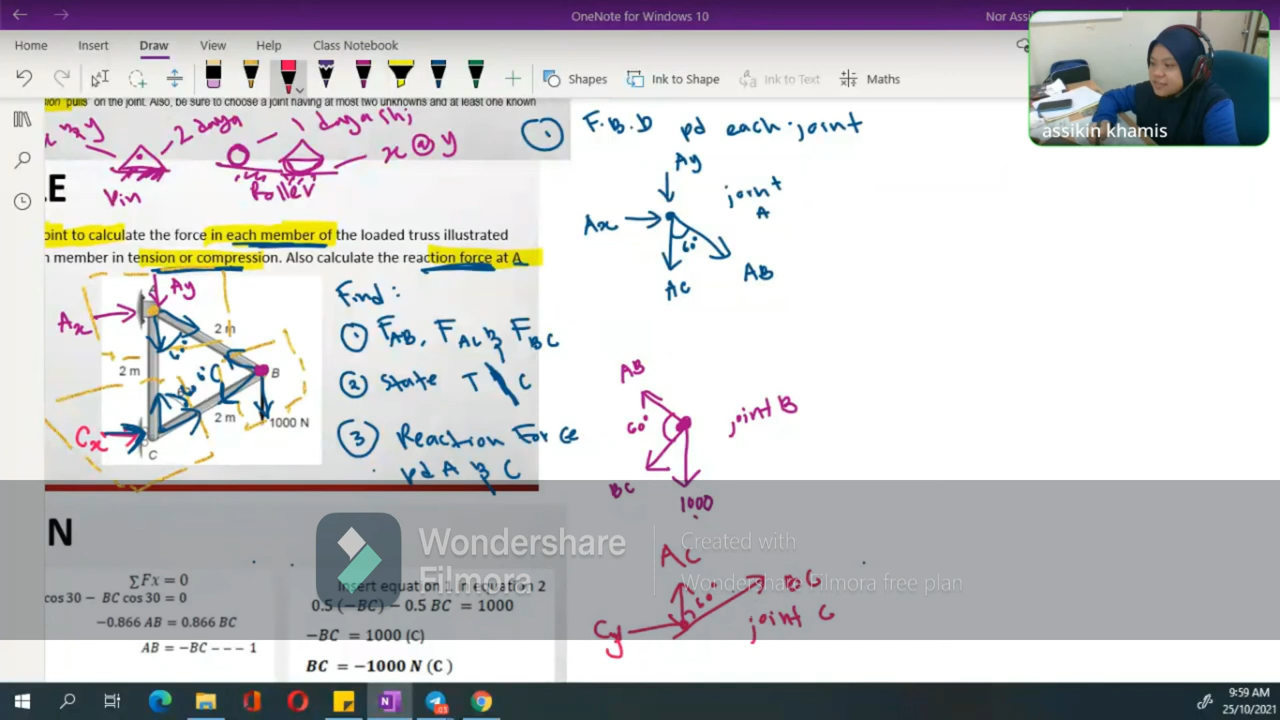 OneNote for Windows 10
Nor Assi
Home Insert Draw View Help Class Notebook
Shapes Ink to Shape Ink to Text Maths
assikin khamis
pulls" on the joint. Also, be sure to choose a joint having at most two unknowns and at least one known
2 daya
x @ y
Pin
Roller
F.B.D pd each joint
Ay
Ax
60°
AC
AB
joint A
E
oint to calculate the force in each member of the loaded truss illustrated
n member in tension or compression. Also calculate the reaction force at A
Ay
Ax
2 m
2 m
B
2 m
1000 N
Cx
C
Find:
① FAB, FAC & FBC
② State T \ C
③ Reaction Force
pd A & C
AB
60°
BC
1000
joint B
N
ΣFx = 0
cos 30 − BC cos 30 = 0
-0.866 AB = 0.866 BC
AB = −BC - - - 1
Insert equation 1 in equation 2
0.5 (−BC) − 0.5 BC = 1000
−BC = 1000 (C)
BC = −1000 N (C)
Wondershare
Filmora
Created with
Wondershare Filmora free plan
AC
60°
BC
Cy
joint C
9:59 AM
25/10/2021